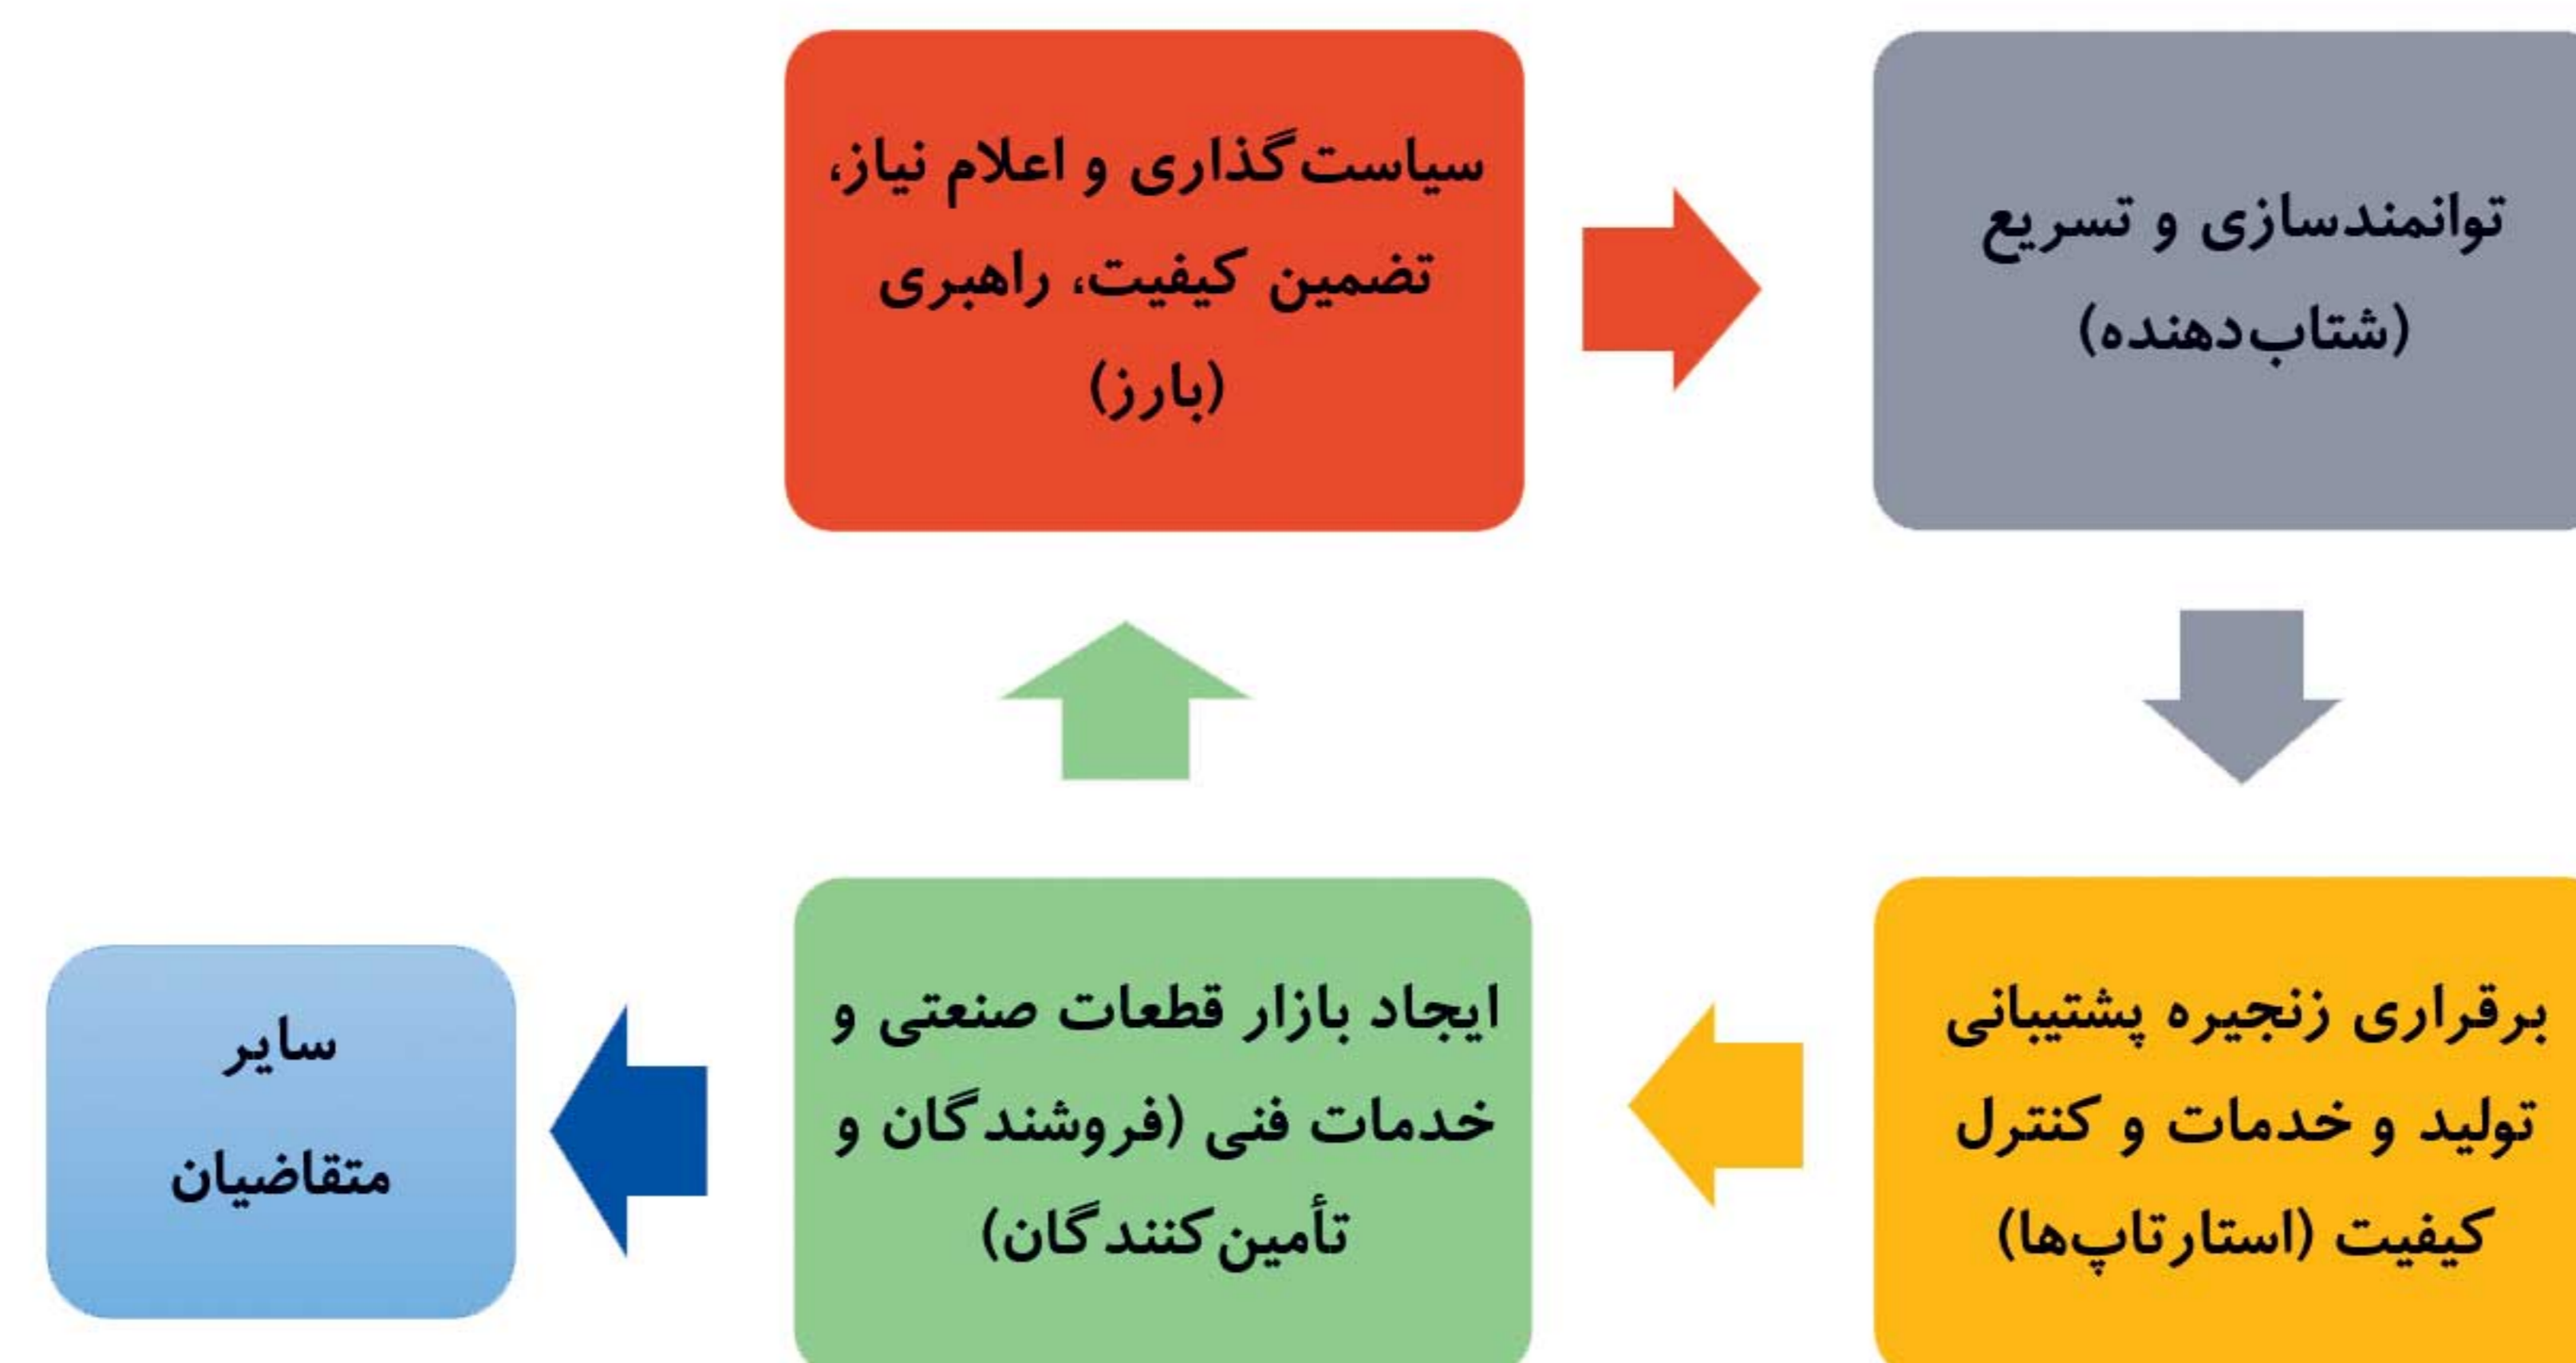 سیاست‌گذاری و اعلام نیاز،
تضمین کیفیت، راهبری
(بارز)
توانمندسازی و تسریع
(شتاب‌دهنده)
برقراری زنجیره پشتیبانی
تولید و خدمات و کنترل
کیفیت (استارتاپ‌ها)
ایجاد بازار قطعات صنعتی و
خدمات فنی (فروشندگان و
تأمین‌کنندگان)
سایر
متقاضیان